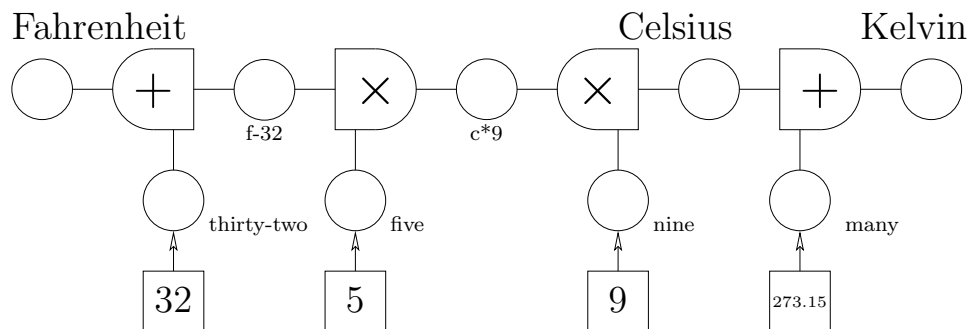 Fahrenheit Celsius Kelvin
+ × × +
f-32 c*9
thirty-two five nine many
32 5 9 273.15